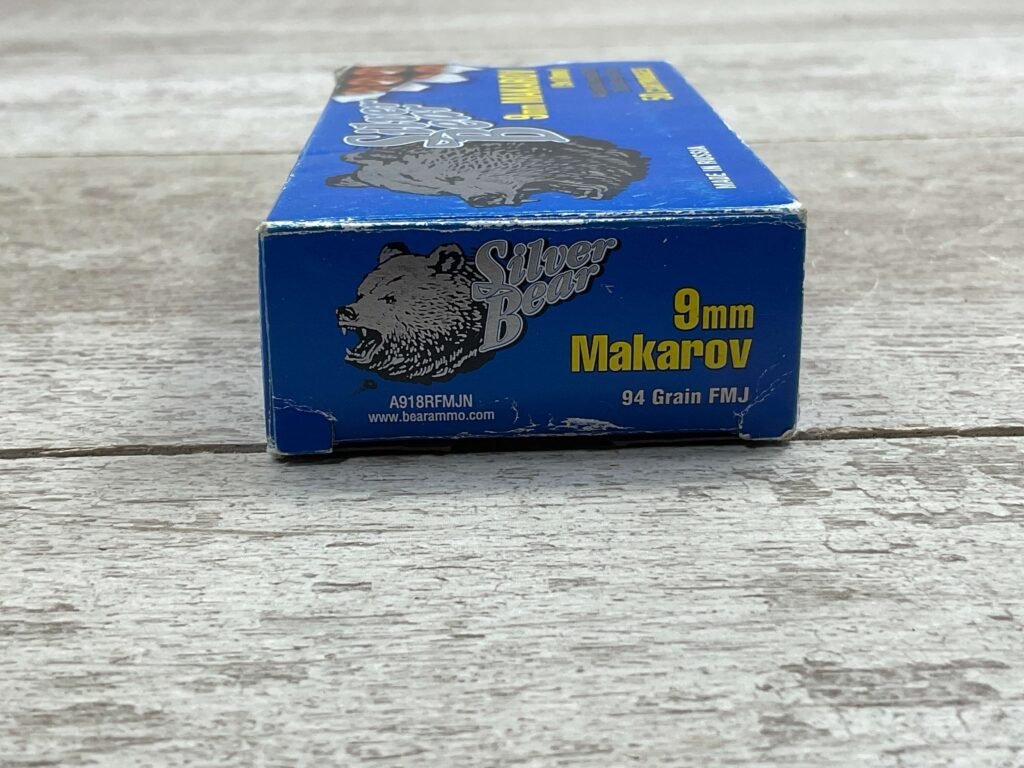 Silver
Bear
9mm MAKAROV
MADE IN RUSSIA
Silver
Bear
9mm
Makarov
94 Grain FMJ
A918RFMJN
www.bearammo.com